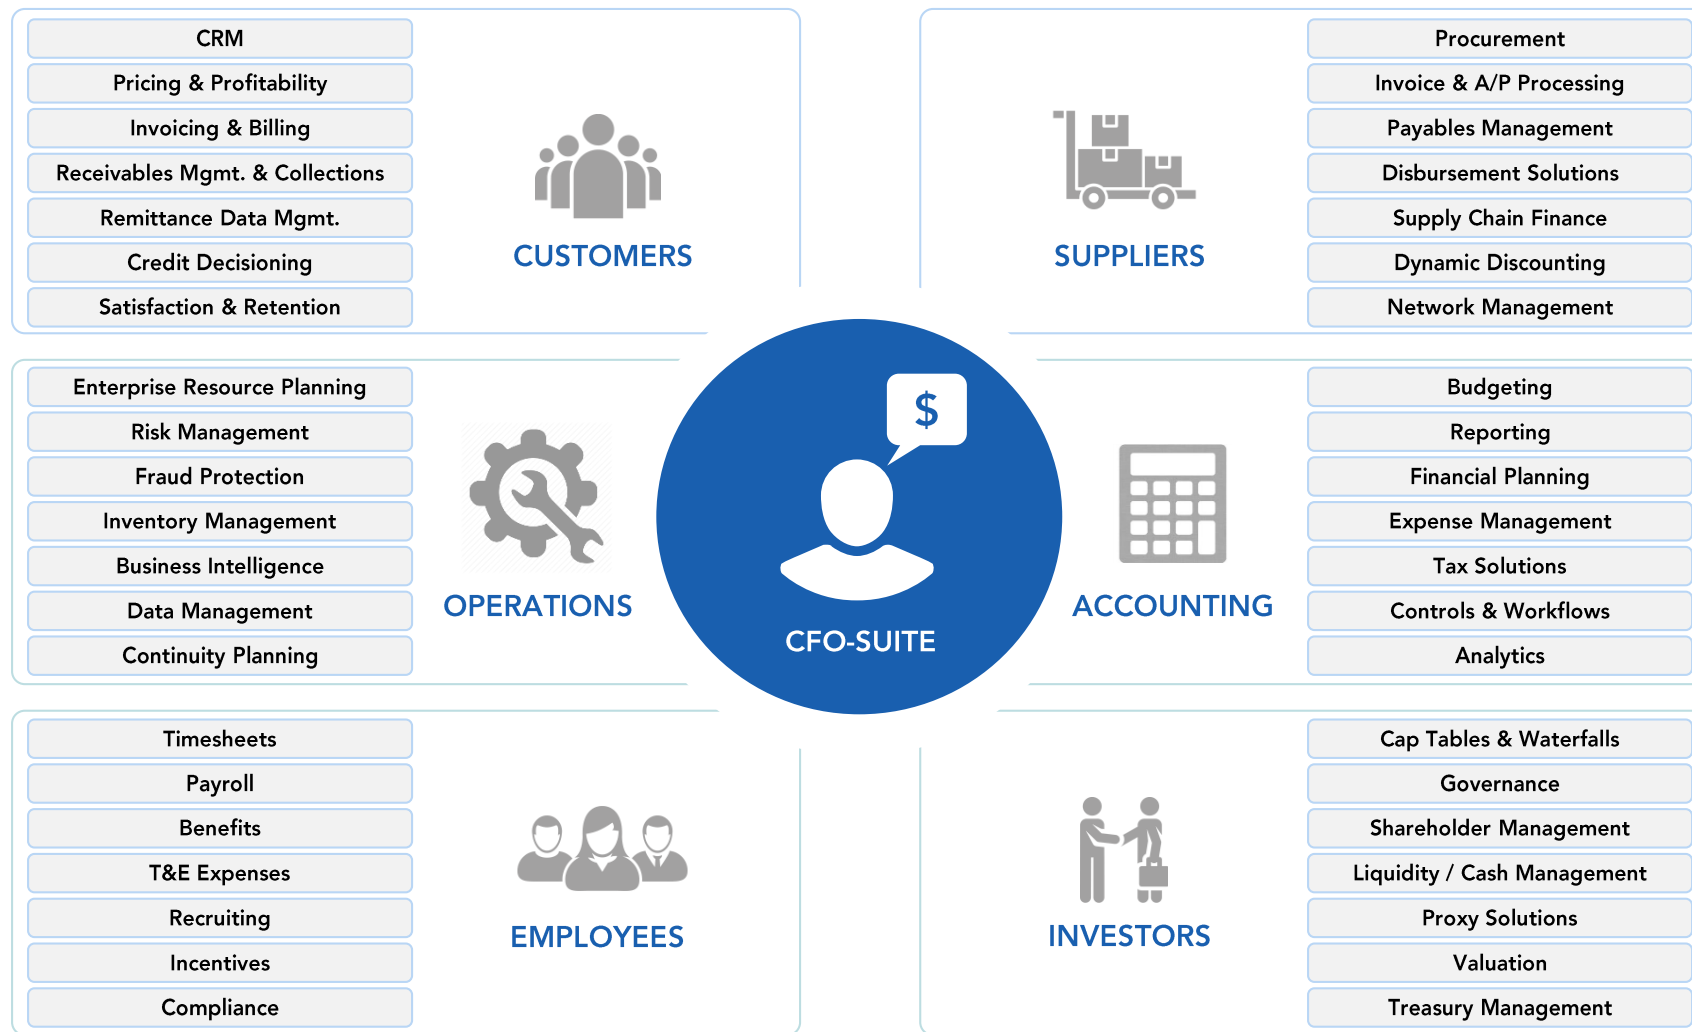 CRM
Pricing & Profitability
Invoicing & Billing
Receivables Mgmt. & Collections
Remittance Data Mgmt.
Credit Decisioning
Satisfaction & Retention
CUSTOMERS
SUPPLIERS
Procurement
Invoice & A/P Processing
Payables Management
Disbursement Solutions
Supply Chain Finance
Dynamic Discounting
Network Management
Enterprise Resource Planning
Risk Management
Fraud Protection
Inventory Management
Business Intelligence
Data Management
Continuity Planning
OPERATIONS
$
CFO-SUITE
ACCOUNTING
Budgeting
Reporting
Financial Planning
Expense Management
Tax Solutions
Controls & Workflows
Analytics
Timesheets
Payroll
Benefits
T&E Expenses
Recruiting
Incentives
Compliance
EMPLOYEES
INVESTORS
Cap Tables & Waterfalls
Governance
Shareholder Management
Liquidity / Cash Management
Proxy Solutions
Valuation
Treasury Management